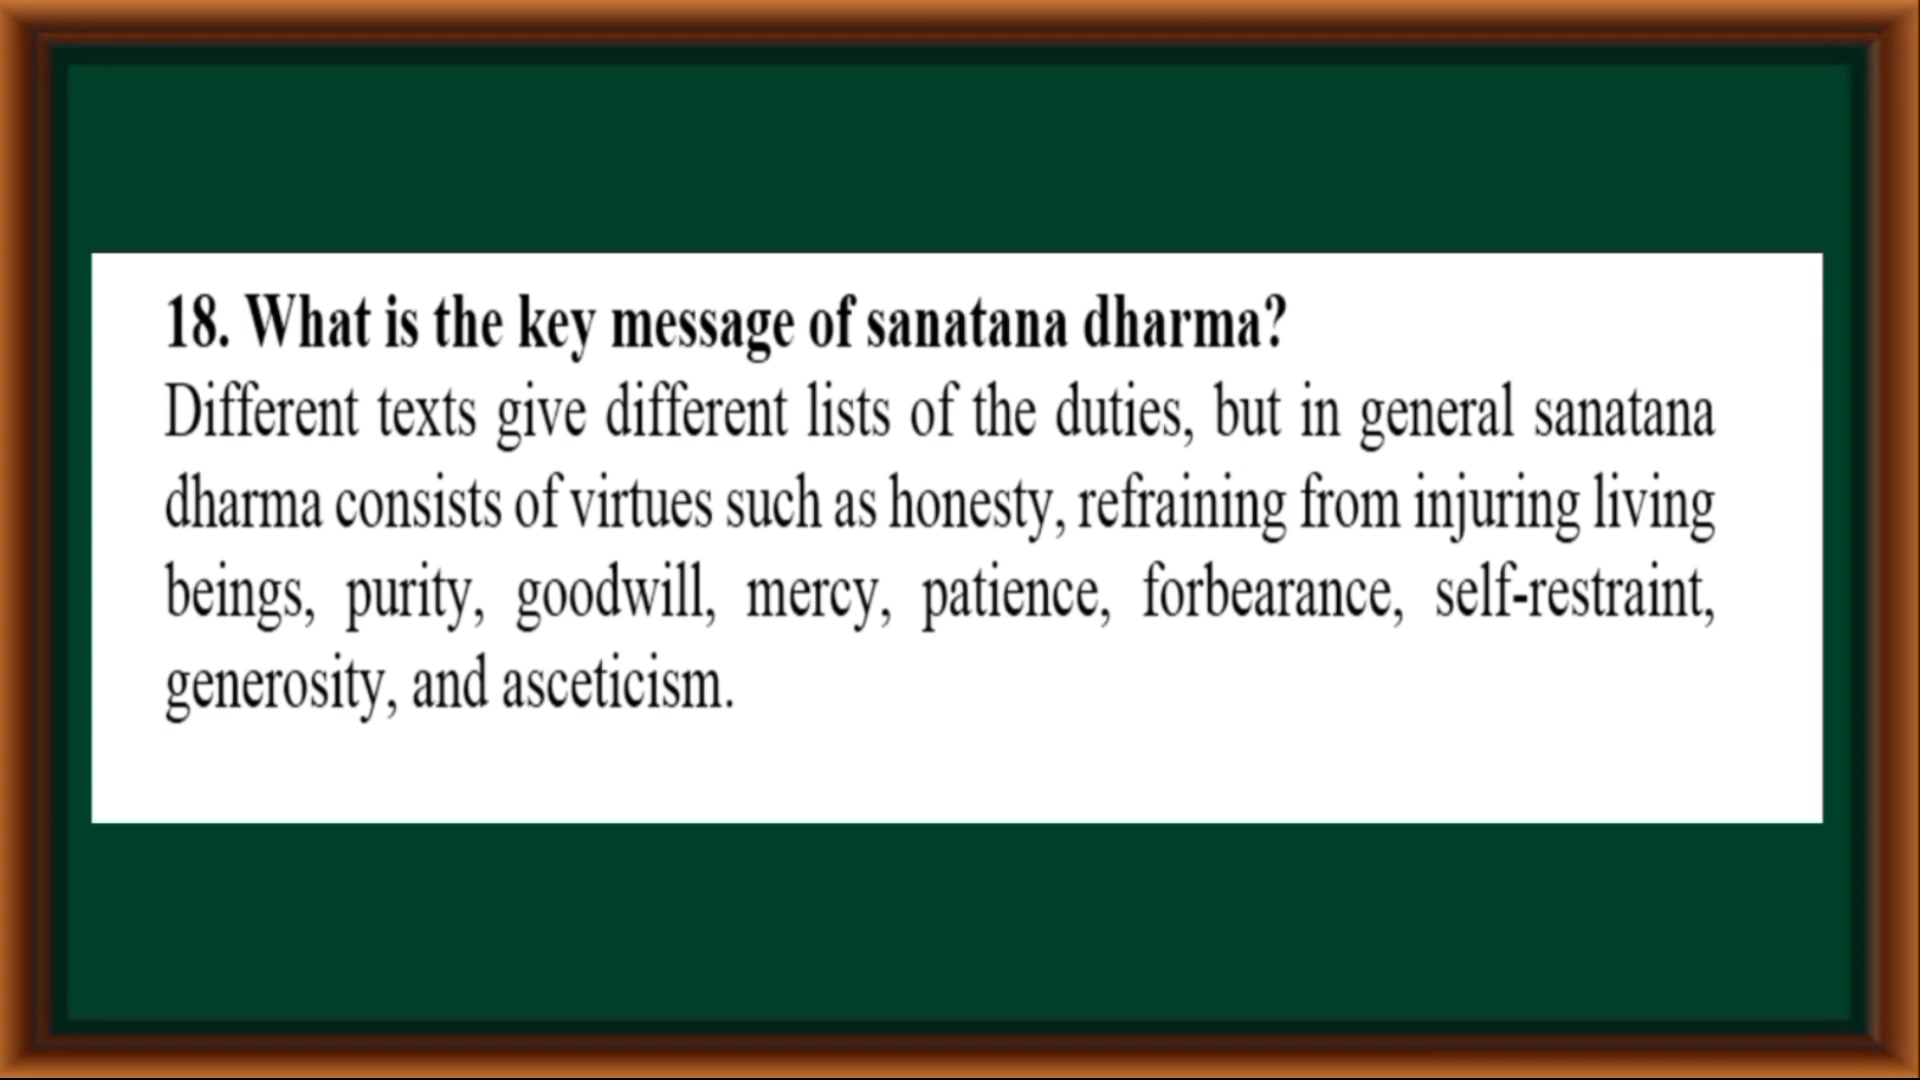 18. What is the key message of sanatana dharma?
Different texts give different lists of the duties, but in general sanatana
dharma consists of virtues such as honesty, refraining from injuring living
beings, purity, goodwill, mercy, patience, forbearance, self-restraint,
generosity, and asceticism.